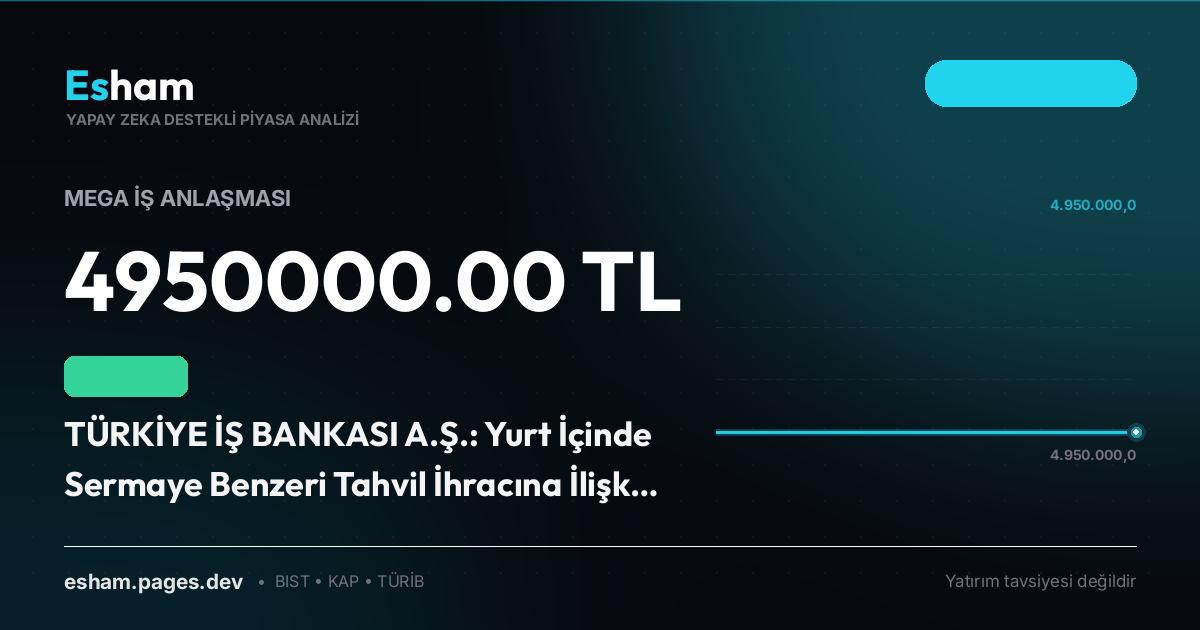 Esham
YAPAY ZEKA DESTEKLİ PİYASA ANALİZİ
MEGA İŞ ANLAŞMASI
4.950.000,0
4950000.00 TL
TÜRKİYE İŞ BANKASI A.Ş.: Yurt İçinde
Sermaye Benzeri Tahvil İhracına İlişk...
4.950.000,0
esham.pages.dev • BIST • KAP • TÜRİB
Yatırım tavsiyesi değildir